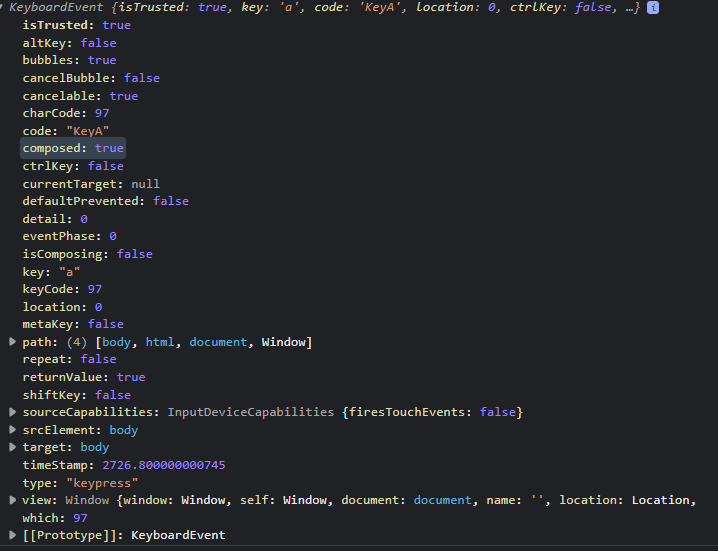 KeyboardEvent {isTrusted: true, key: 'a', code: 'KeyA', location: 0, ctrlKey: false, …} i
isTrusted: true
altKey: false
bubbles: true
cancelBubble: false
cancelable: true
charCode: 97
code: "KeyA"
composed: true
ctrlKey: false
currentTarget: null
defaultPrevented: false
detail: 0
eventPhase: 0
isComposing: false
key: "a"
keyCode: 97
location: 0
metaKey: false
path: (4) [body, html, document, Window]
repeat: false
returnValue: true
shiftKey: false
sourceCapabilities: InputDeviceCapabilities {firesTouchEvents: false}
srcElement: body
target: body
timeStamp: 2726.800000000745
type: "keypress"
view: Window {window: Window, self: Window, document: document, name: '', location: Location,
which: 97
[[Prototype]]: KeyboardEvent